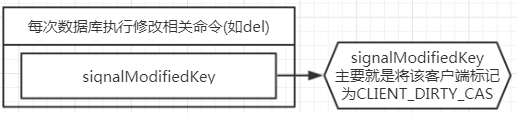 每次数据库执行修改相关命令(如del)
signalModifiedKey
signalModifiedKey
主要就是将该客户端标记
为CLIENT_DIRTY_CAS